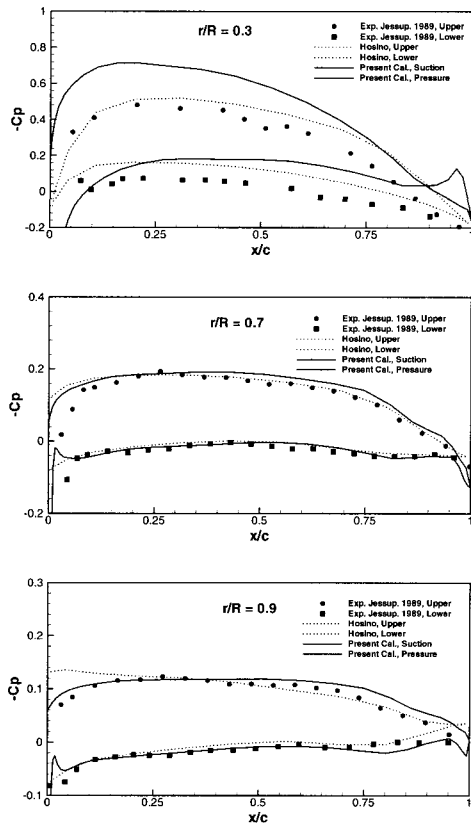 r/R = 0.3
Exp. Jessup. 1989, Upper
Exp. Jessup. 1989, Lower
Hosino, Upper
Hosino, Lower
Present Cal., Suction
Present Cal., Pressure
1
0.8
0.6
0.4
0.2
0
-0.2
-Cp
0
0.25
0.5
0.75
1
x/c
r/R = 0.7
Exp. Jessup. 1989, Upper
Exp. Jessup. 1989, Lower
Hosino, Upper
Hosino, Lower
Present Cal., Suction
Present Cal., Pressure
0.4
0.2
0
-0.2
-Cp
0
0.25
0.5
0.75
1
x/c
r/R = 0.9
Exp. Jessup. 1989, Upper
Exp. Jessup. 1989, Lower
Hosino, Upper
Hosino, Lower
Present Cal., Suction
Present Cal., Pressure
0.3
0.2
0.1
0
-0.1
-Cp
0
0.25
0.5
0.75
1
x/c